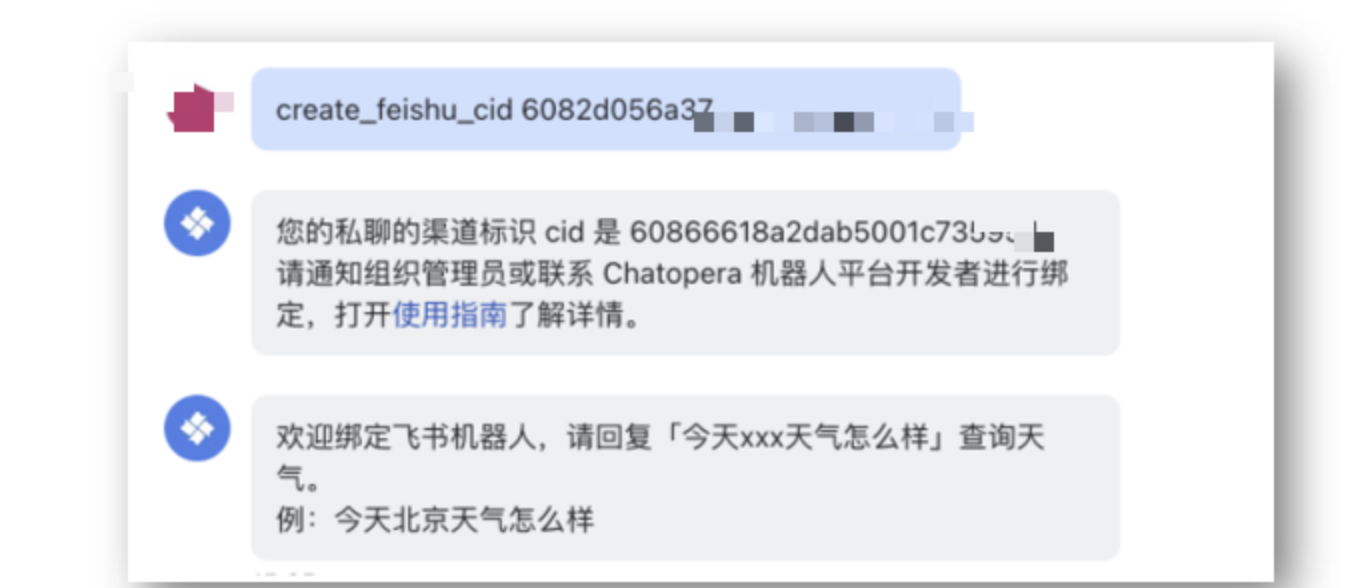 create_feishu_cid 6082d056a37
您的私聊的渠道标识 cid 是 60866618a2dab5001c73
请通知组织管理员或联系 Chatopera 机器人平台开发者进行绑
定，打开使用指南了解详情。
欢迎绑定飞书机器人，请回复「今天xxx天气怎么样」查询天
气。
例：今天北京天气怎么样